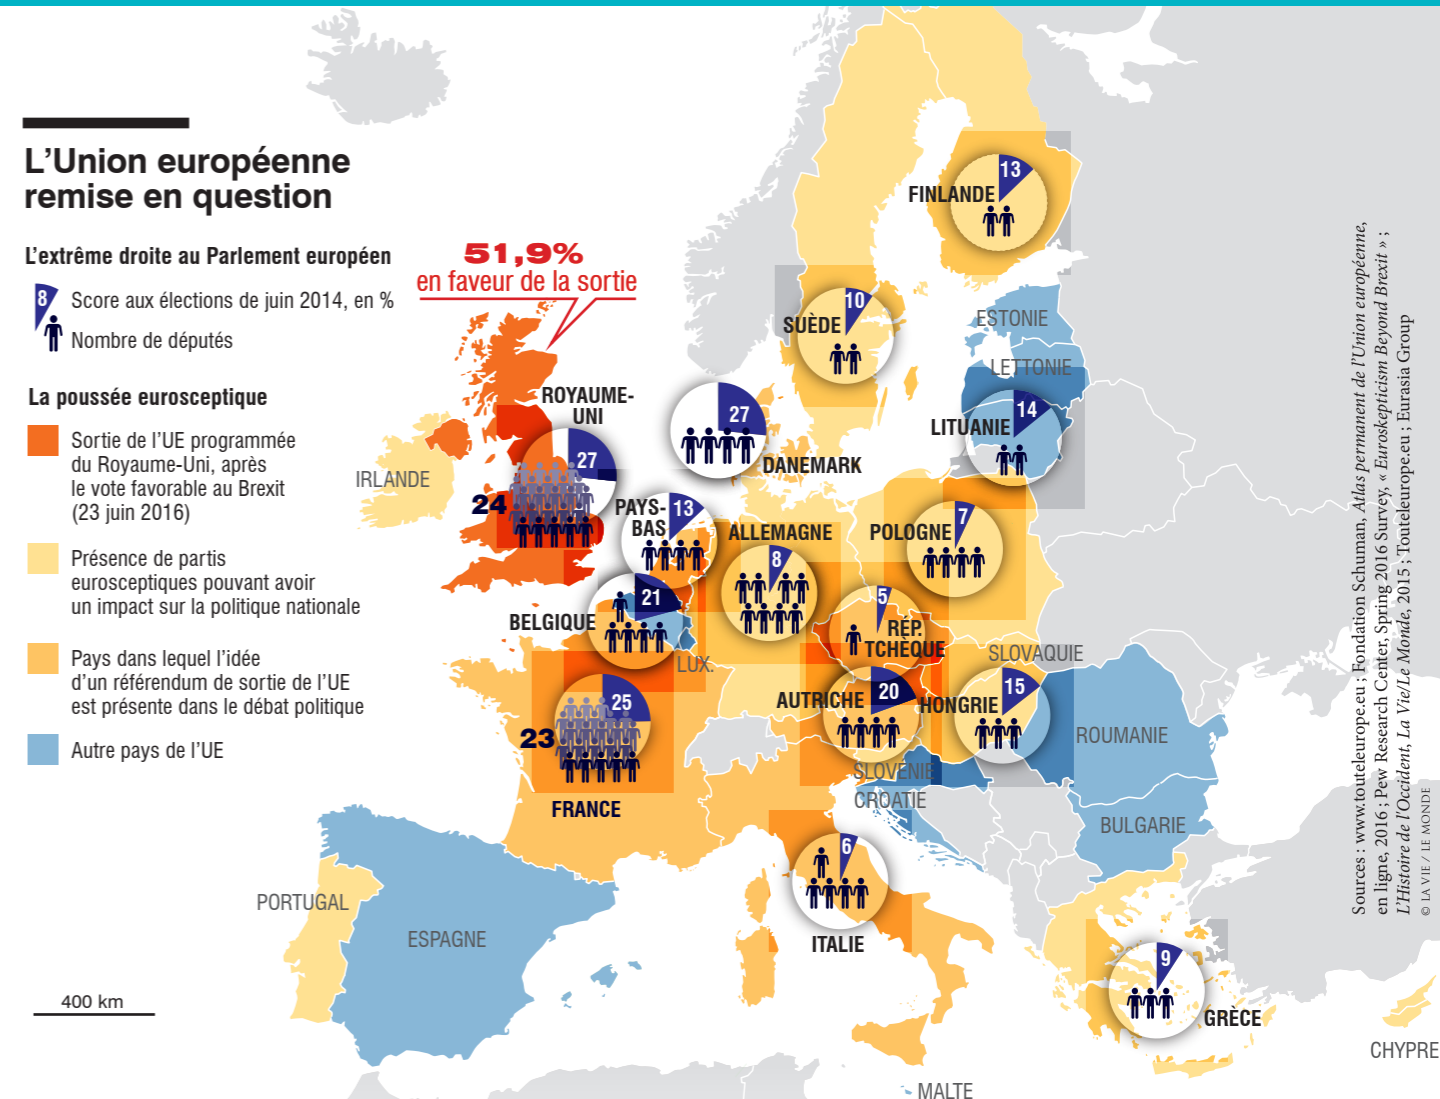 L’Union européenne
remise en question
L’extrême droite au Parlement européen
8 Score aux élections de juin 2014, en %
Nombre de députés
La poussée eurosceptique
Sortie de l’UE programmée
du Royaume-Uni, après
le vote favorable au Brexit
(23 juin 2016)
Présence de partis
eurosceptiques pouvant avoir
un impact sur la politique nationale
Pays dans lequel l’idée
d’un référendum de sortie de l’UE
est présente dans le débat politique
Autre pays de l’UE
400 km
51,9%
en faveur de la sortie
13
FINLANDE
10
SUÈDE
ESTONIE
LETTONIE
14
LITUANIE
ROYAUME-
UNI
27
24
IRLANDE
27
DANEMARK
PAYS-
BAS
13
ALLEMAGNE
8
POLOGNE
7
BELGIQUE
21
LUX.
5
RÉP.
TCHÈQUE
SLOVAQUIE
AUTRICHE
20
HONGRIE
15
25
23
FRANCE
SLOVÉNIE
CROATIE
ROUMANIE
BULGARIE
6
ITALIE
PORTUGAL
ESPAGNE
9
GRÈCE
CHYPRE
MALTE
Sources : www.touteleurope.eu ; Fondation Schuman, Atlas permanent de l’Union européenne,
en ligne, 2016 ; Pew Research Center, Spring 2016 Survey, « Euroskepticism Beyond Brexit » ;
L’Histoire de l’Occident, La Vie/Le Monde, 2015 ; Touteleurope.eu ; Eurasia Group
© LA VIE / LE MONDE